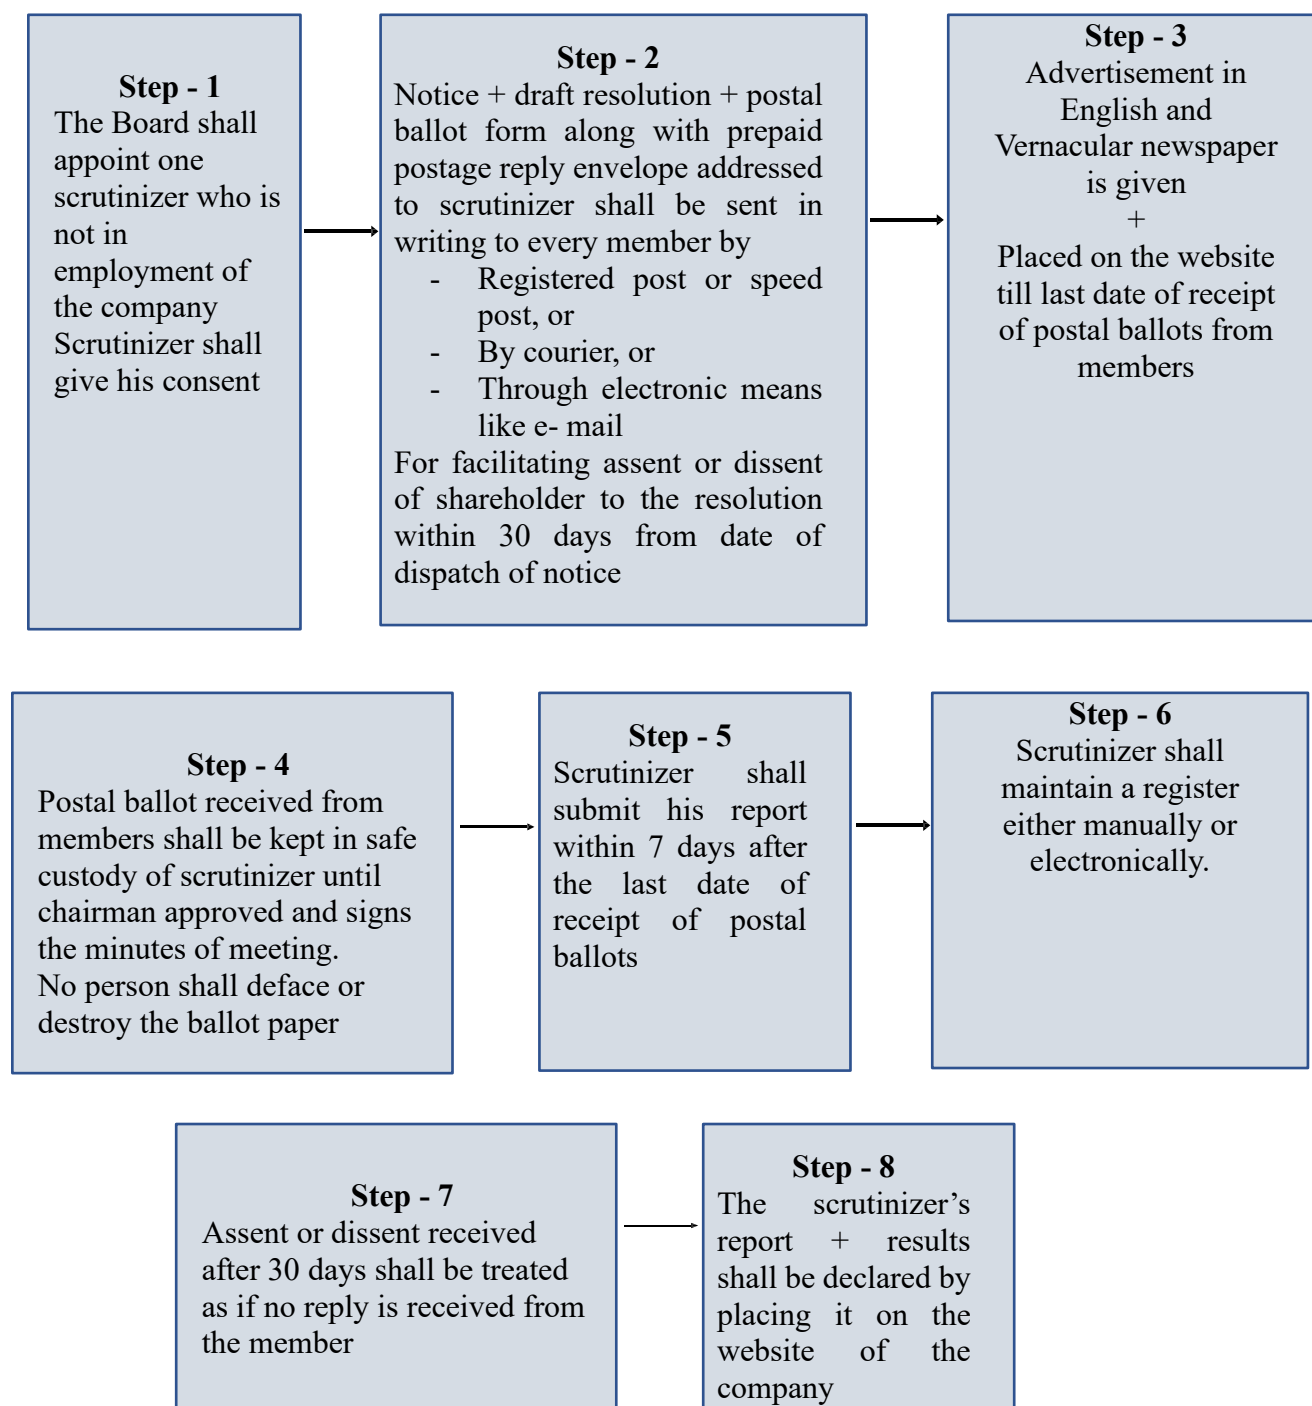 Step - 1
The Board shall
appoint one
scrutinizer who is
not in
employment of
the company
Scrutinizer shall
give his consent
Step - 2
Notice + draft resolution + postal
ballot form along with prepaid
postage reply envelope addressed
to scrutinizer shall be sent in
writing to every member by
- Registered post or speed
post, or
- By courier, or
- Through electronic means
like e- mail
For facilitating assent or dissent
of shareholder to the resolution
within 30 days from date of
dispatch of notice
Step - 3
Advertisement in
English and
Vernacular newspaper
is given
+
Placed on the website
till last date of receipt
of postal ballots from
members
Step - 4
Postal ballot received from
members shall be kept in safe
custody of scrutinizer until
chairman approved and signs
the minutes of meeting.
No person shall deface or
destroy the ballot paper
Step - 5
Scrutinizer shall
submit his report
within 7 days after
the last date of
receipt of postal
ballots
Step - 6
Scrutinizer shall
maintain a register
either manually or
electronically.
Step - 7
Assent or dissent received
after 30 days shall be treated
as if no reply is received from
the member
Step - 8
The scrutinizer’s
report + results
shall be declared by
placing it on the
website of the
company